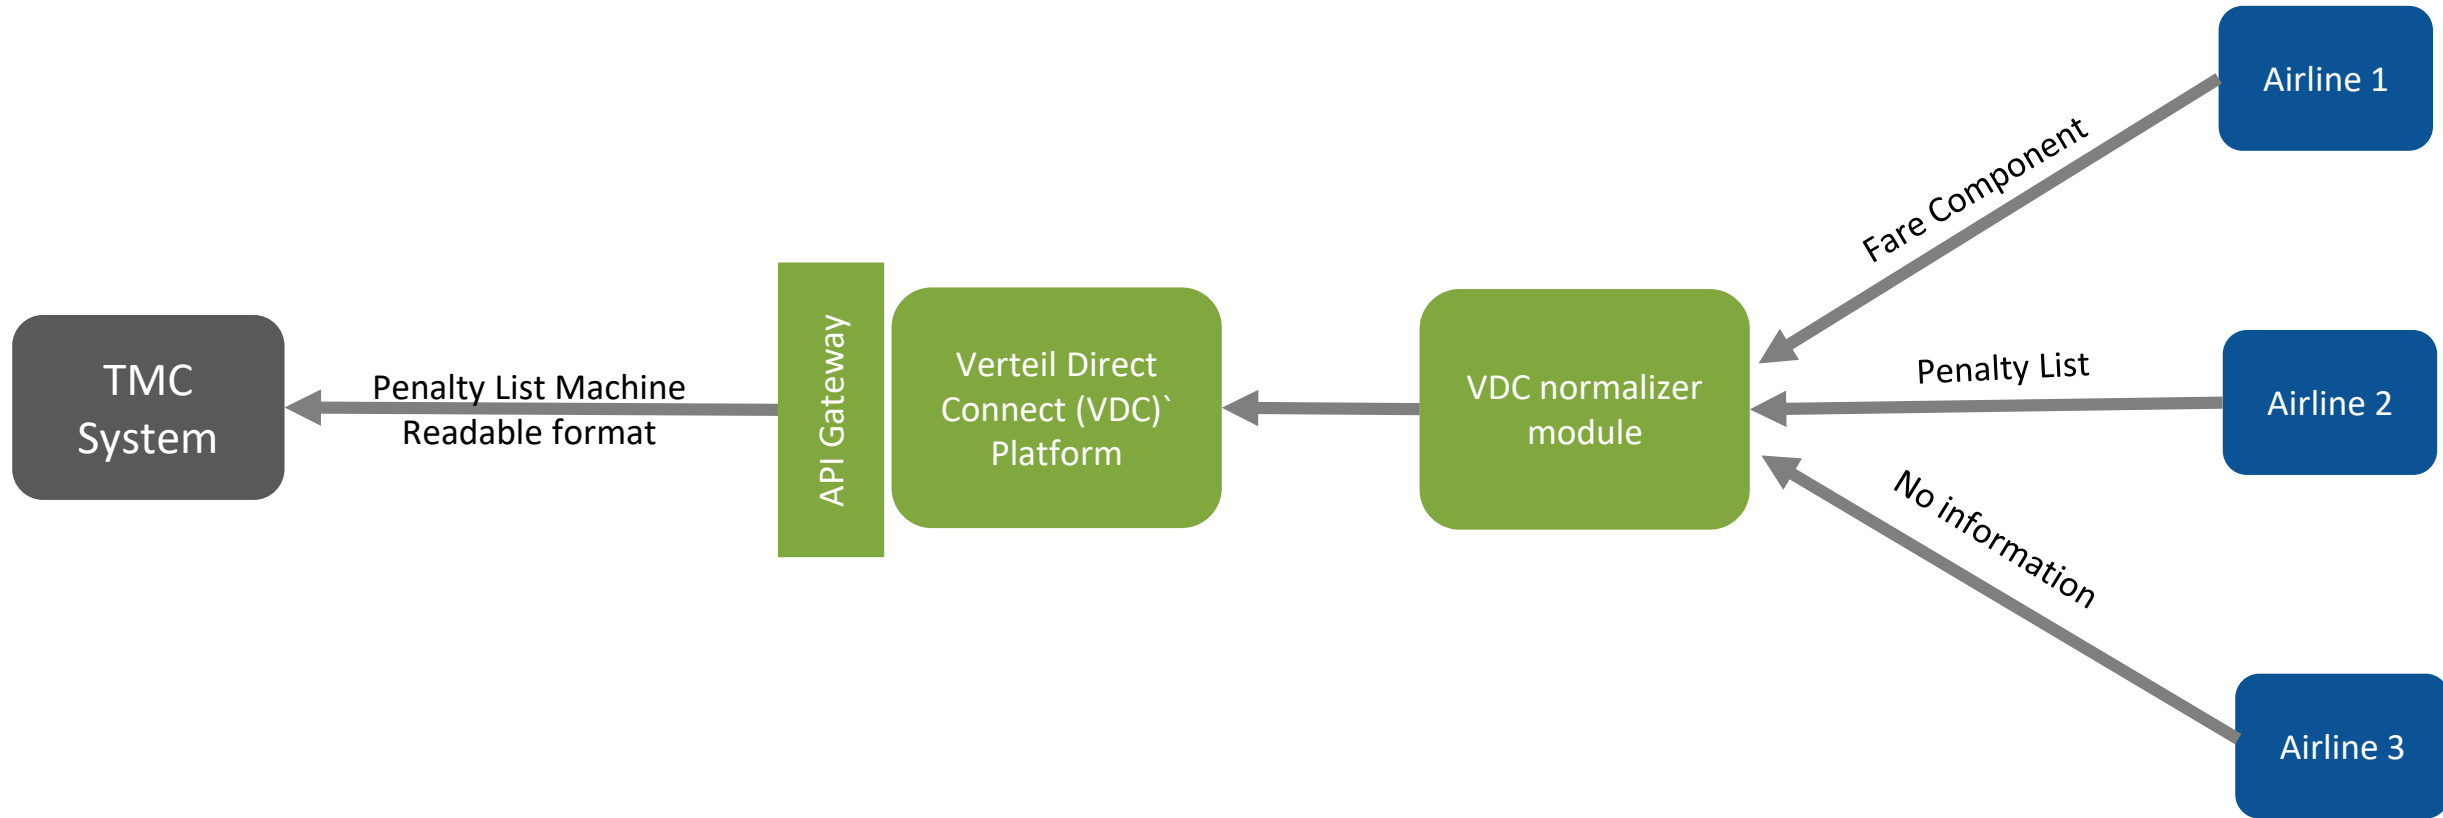 TMC
System
Penalty List Machine
Readable format
API Gateway
Verteil Direct
Connect (VDC)`
Platform
VDC normalizer
module
Fare Component
Penalty List
No information
Airline 1
Airline 2
Airline 3